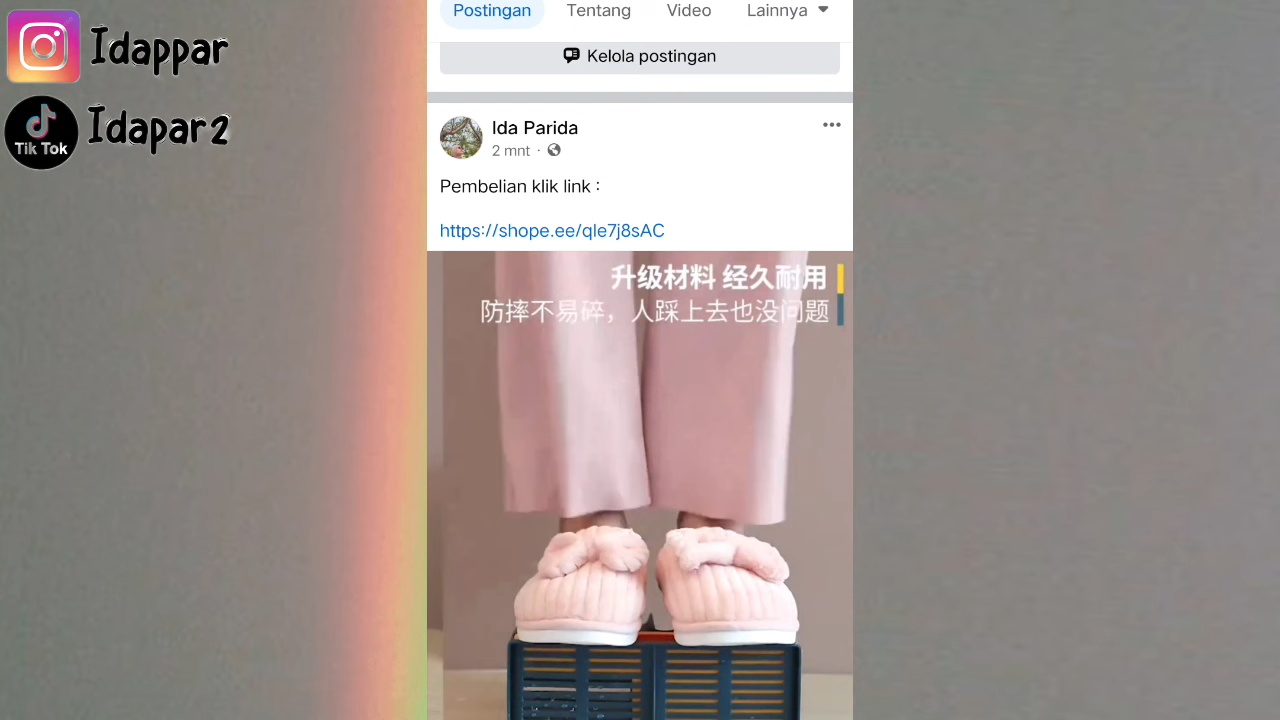 Idappar
Tik Tok
Idapar2
Postingan
Tentang
Video
Lainnya
Kelola postingan
Ida Parida
2 mnt ·
Pembelian klik link :
https://shope.ee/qle7j8sAC
升级材料 经久耐用
防摔不易碎，人踩上去也没问题